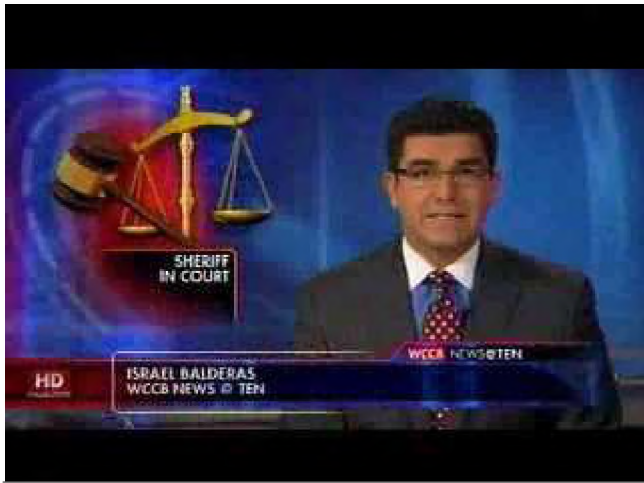 SHERIFF
IN COURT
WCCB NEWS@TEN
HD
ISRAEL BALDERAS
WCCB NEWS @ TEN